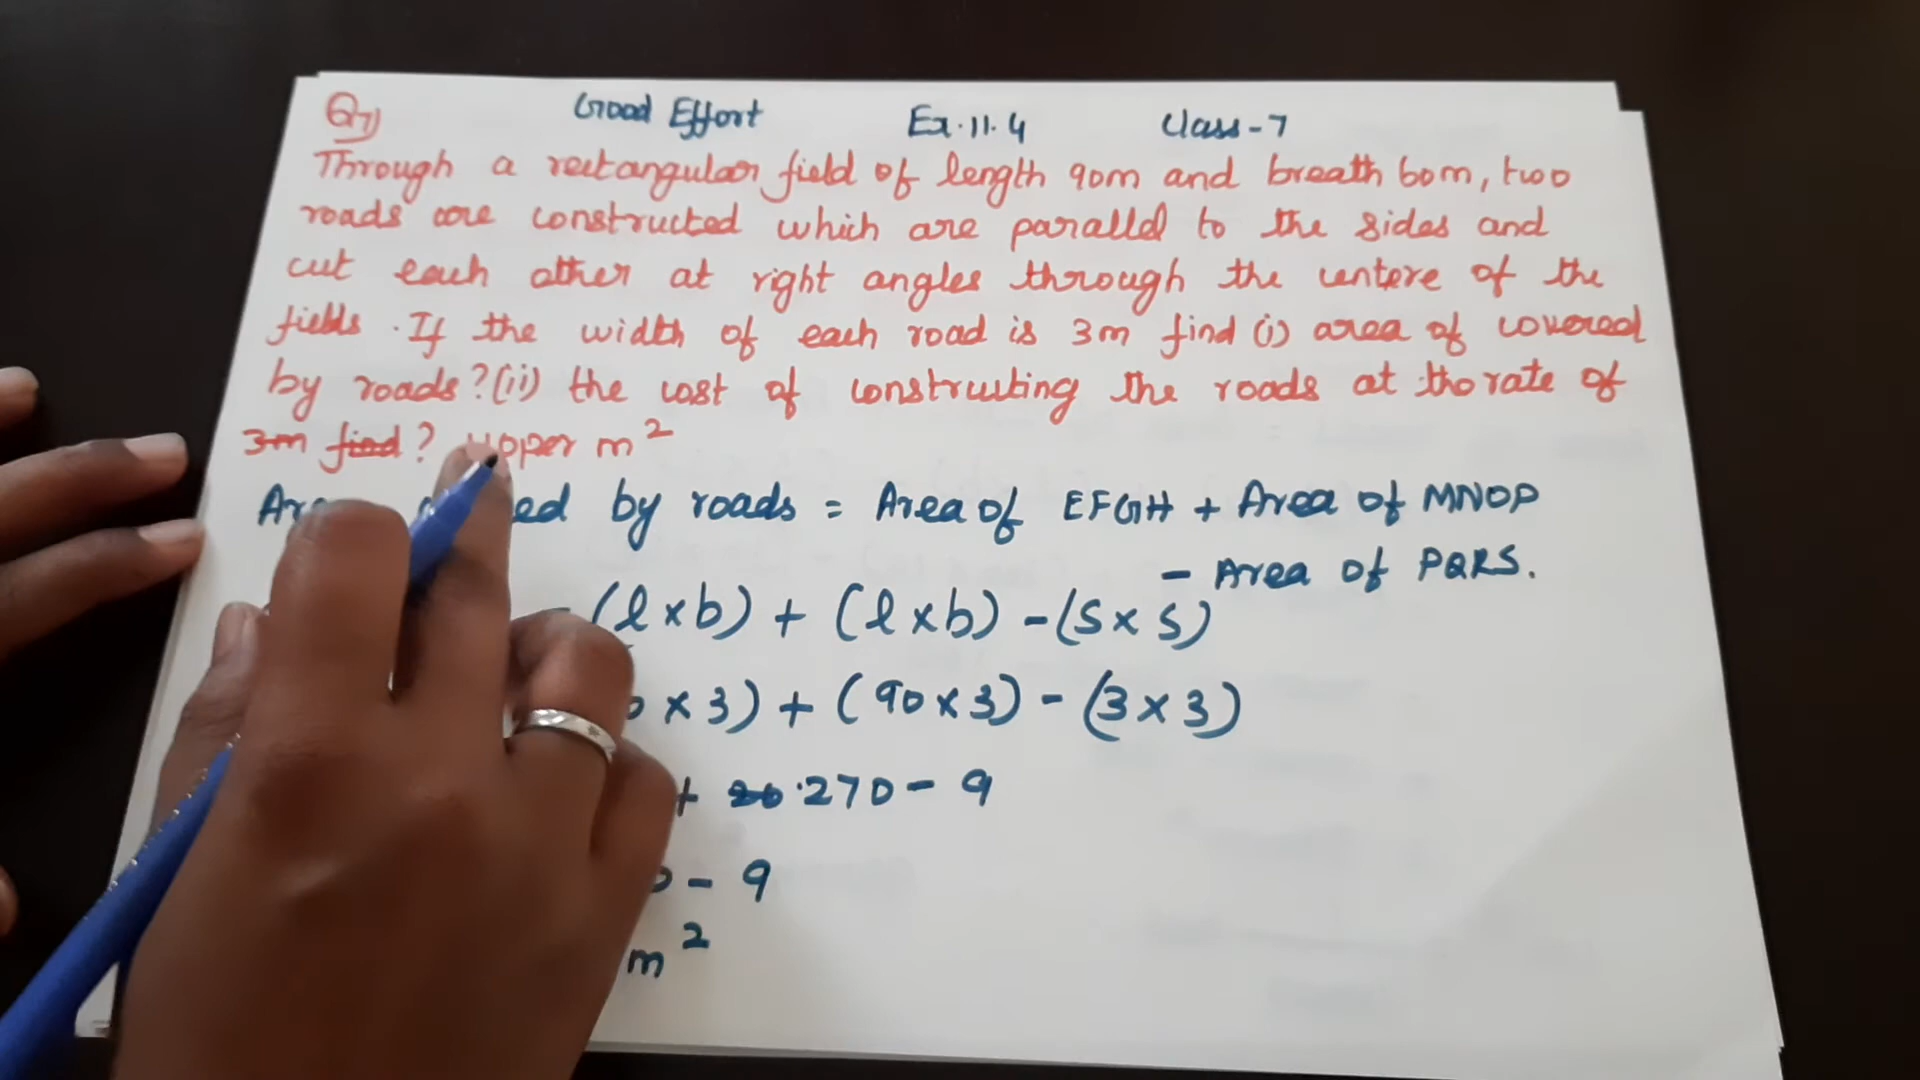 Q7)
Good Effort Ex.11.4 Class-7
Through a rectangular field of length 90m and breath 60m, two
roads are constructed which are parallel to the sides and
cut each other at right angles through the centere of the
fields. If the width of each road is 3m find (i) area of covered
by roads? (ii) the cost of constructing the roads at the rate of
3m find? per m²
by roads = Area of EFGH + Area of MNOP
- Area of PQRS.
(l×b) + (l×b) - (s×s)
× 3) + (90×3) - (3×3)
+ 270 - 9
- 9
m²